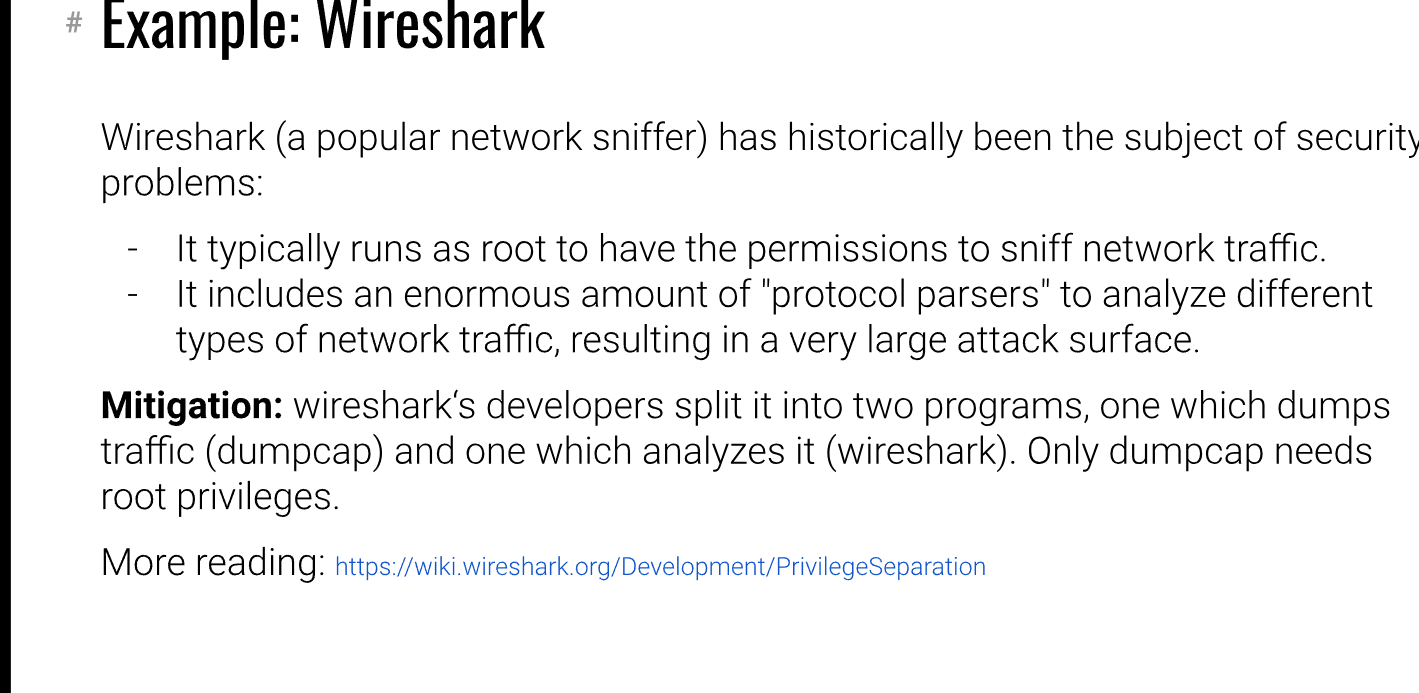 # Example: Wireshark
Wireshark (a popular network sniffer) has historically been the subject of security
problems:
- It typically runs as root to have the permissions to sniff network traffic.
- It includes an enormous amount of "protocol parsers" to analyze different
types of network traffic, resulting in a very large attack surface.
Mitigation: wireshark‘s developers split it into two programs, one which dumps
traffic (dumpcap) and one which analyzes it (wireshark). Only dumpcap needs
root privileges.
More reading: https://wiki.wireshark.org/Development/PrivilegeSeparation